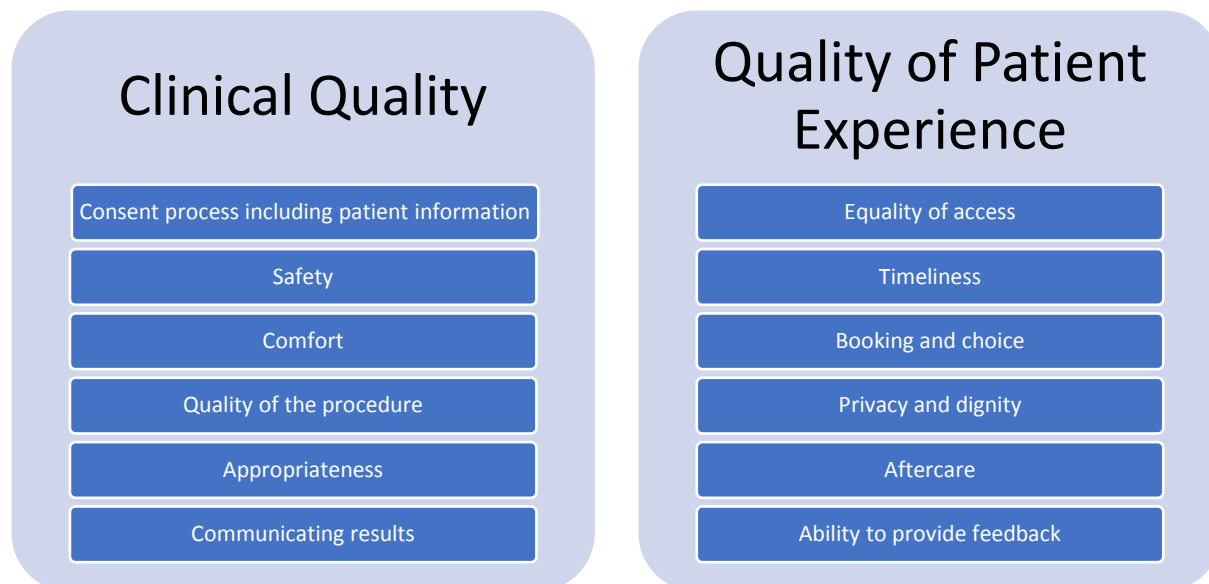 Clinical Quality
Consent process including patient information
Safety
Comfort
Quality of the procedure
Appropriateness
Communicating results
Quality of Patient
Experience
Equality of access
Timeliness
Booking and choice
Privacy and dignity
Aftercare
Ability to provide feedback